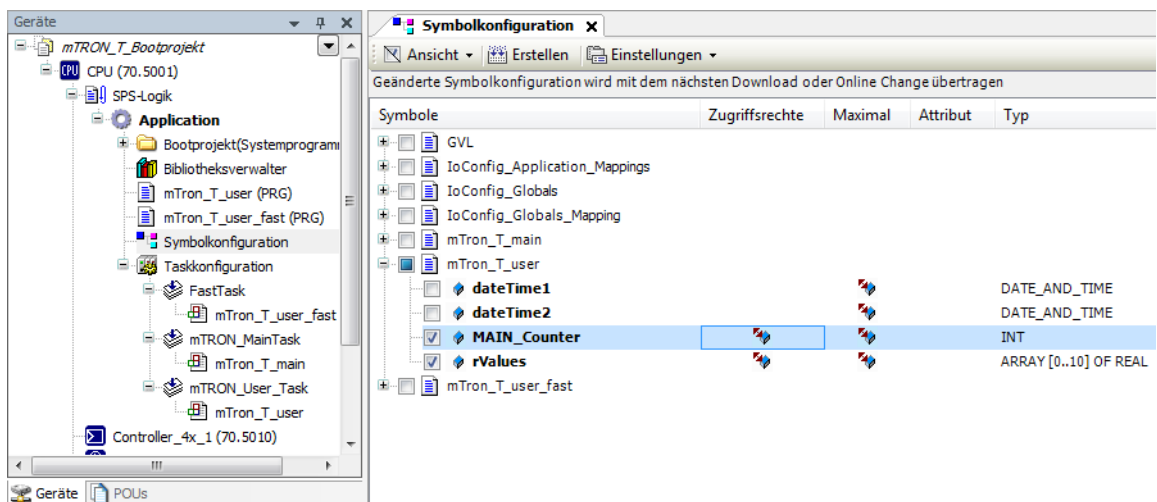 Geräte
mTRON_T_Bootprojekt
CPU CPU (70.5001)
SPS-Logik
Application
Bootprojekt(Systemprogram
Bibliotheksverwalter
mTron_T_user (PRG)
mTron_T_user_fast (PRG)
Symbolkonfiguration
Taskkonfiguration
FastTask
mTron_T_user_fast
mTRON_MainTask
mTron_T_main
mTRON_User_Task
mTron_T_user
Controller_4x_1 (70.5010)
Geräte POUs
Symbolkonfiguration
Ansicht Erstellen Einstellungen
Geänderte Symbolkonfiguration wird mit dem nächsten Download oder Online Change übertragen
Symbole Zugriffsrechte Maximal Attribut Typ
GVL
IoConfig_Application_Mappings
IoConfig_Globals
IoConfig_Globals_Mapping
mTron_T_main
mTron_T_user
dateTime1 DATE_AND_TIME
dateTime2 DATE_AND_TIME
MAIN_Counter INT
rValues ARRAY [0..10] OF REAL
mTron_T_user_fast